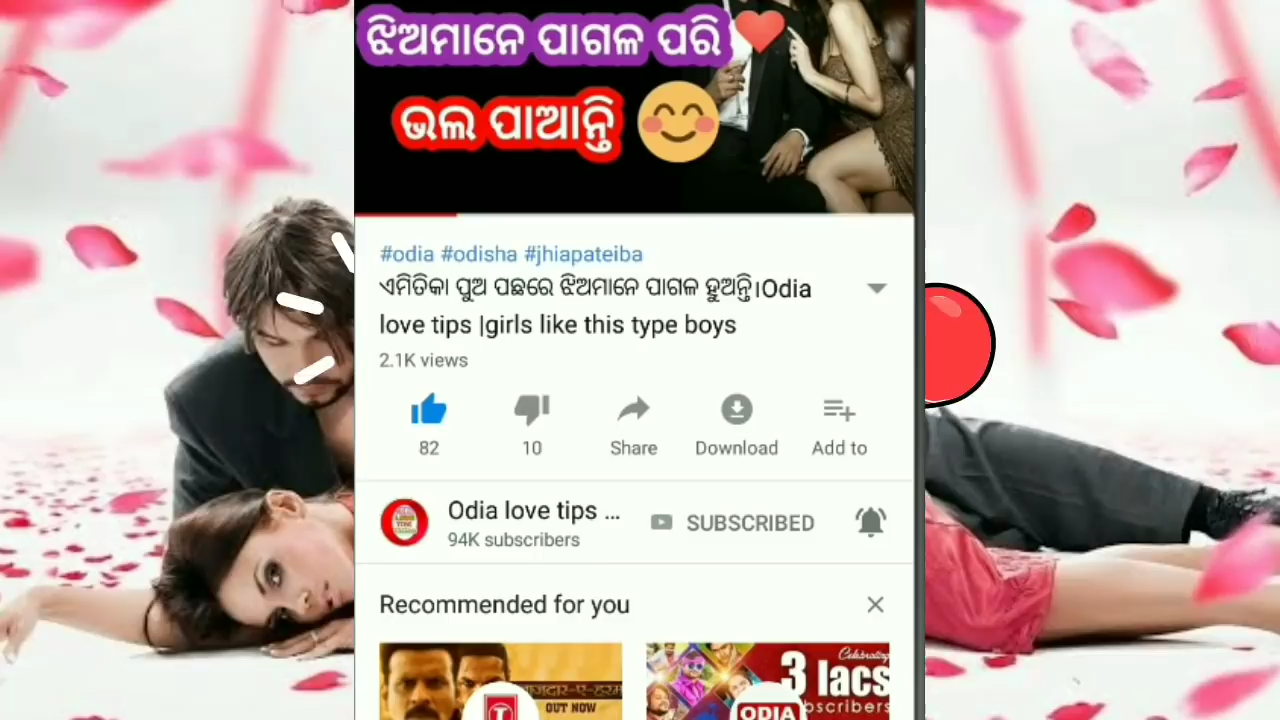 ଝିଅମାନେ ପାଗଳ ପରି
ଭଲ ପାଆନ୍ତି
#odia #odisha #jhiapateiba
ଏମିତିକା ପୁଅ ପଛରେ ଝିଅମାନେ ପାଗଳ ହୁଅନ୍ତି।Odia
love tips |girls like this type boys
2.1K views
82
10
Share
Download
Add to
Odia love tips ...
94K subscribers
SUBSCRIBED
Recommended for you
OUT NOW
Celebrating
3 lacs
ODIA